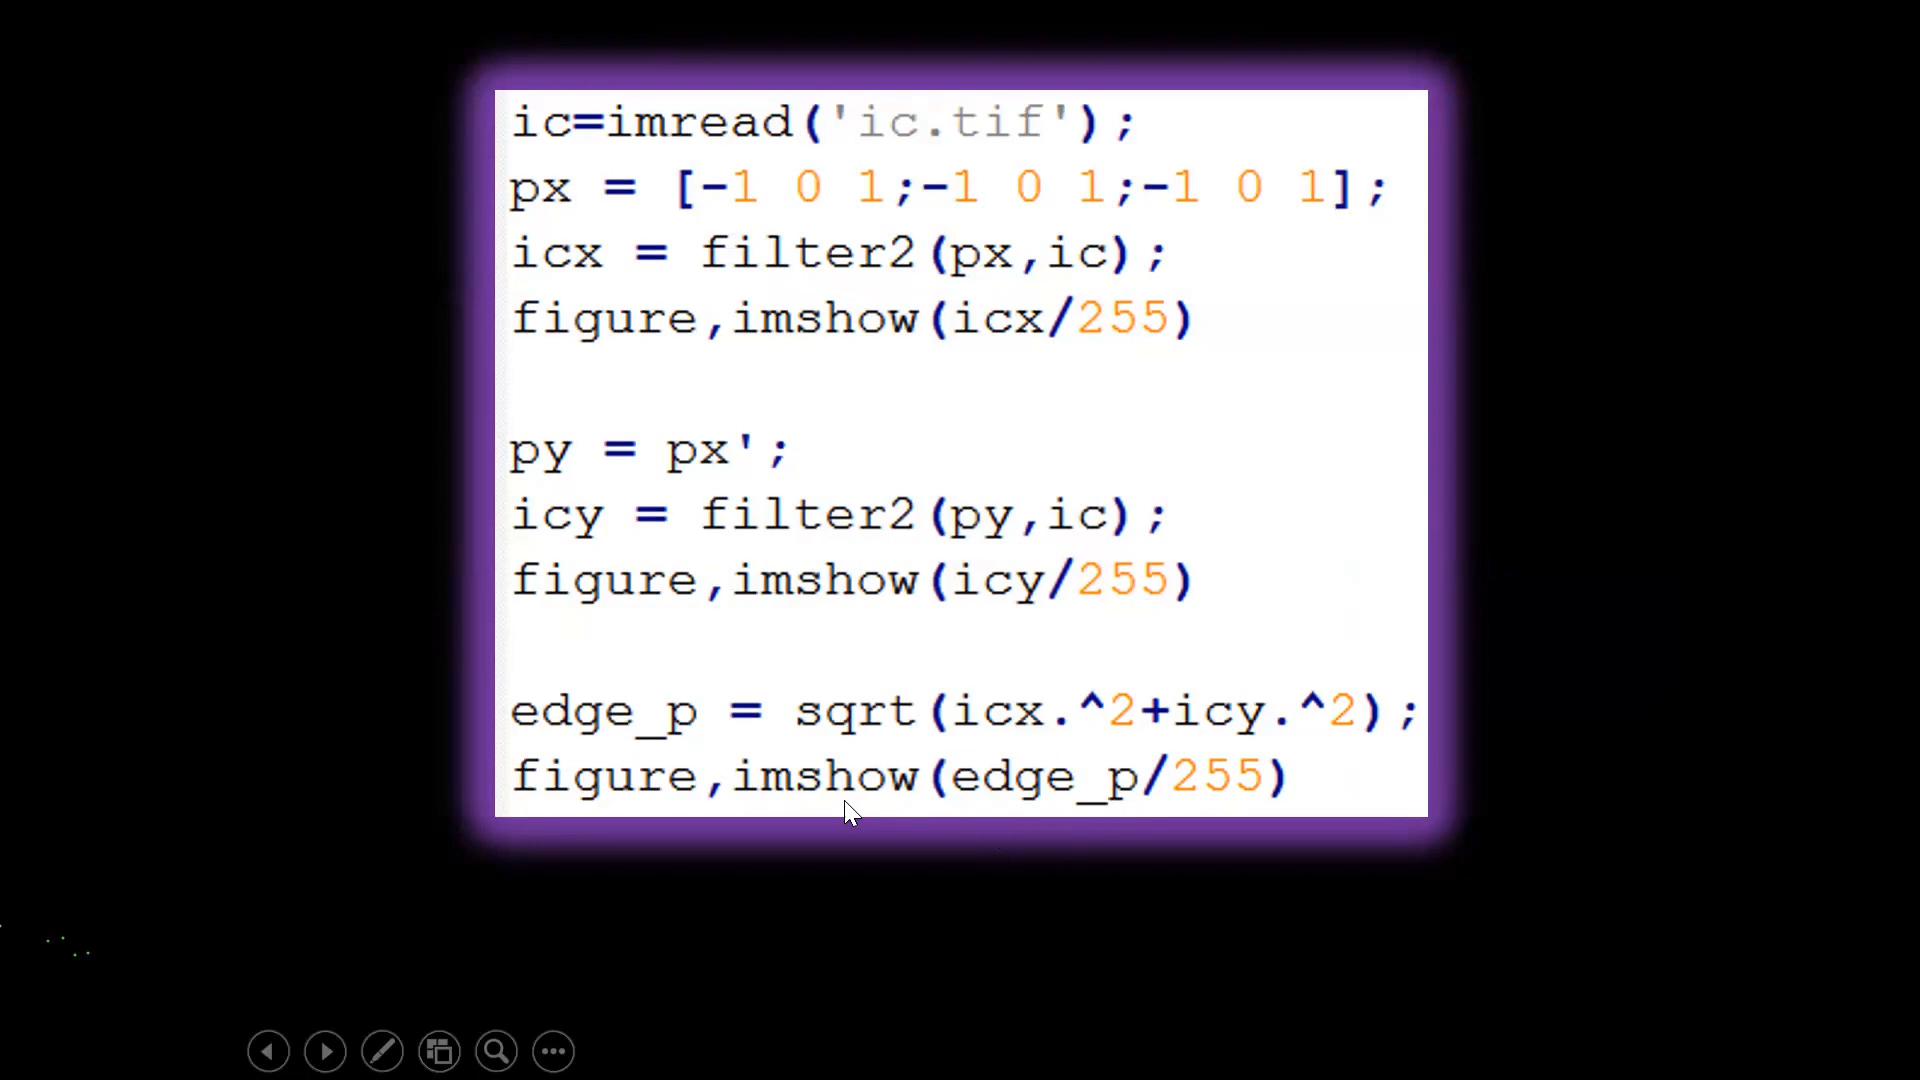 ic=imread('ic.tif');
px = [-1 0 1;-1 0 1;-1 0 1];
icx = filter2(px,ic);
figure,imshow(icx/255)
py = px';
icy = filter2(py,ic);
figure,imshow(icy/255)
edge_p = sqrt(icx.^2+icy.^2);
figure,imshow(edge_p/255)